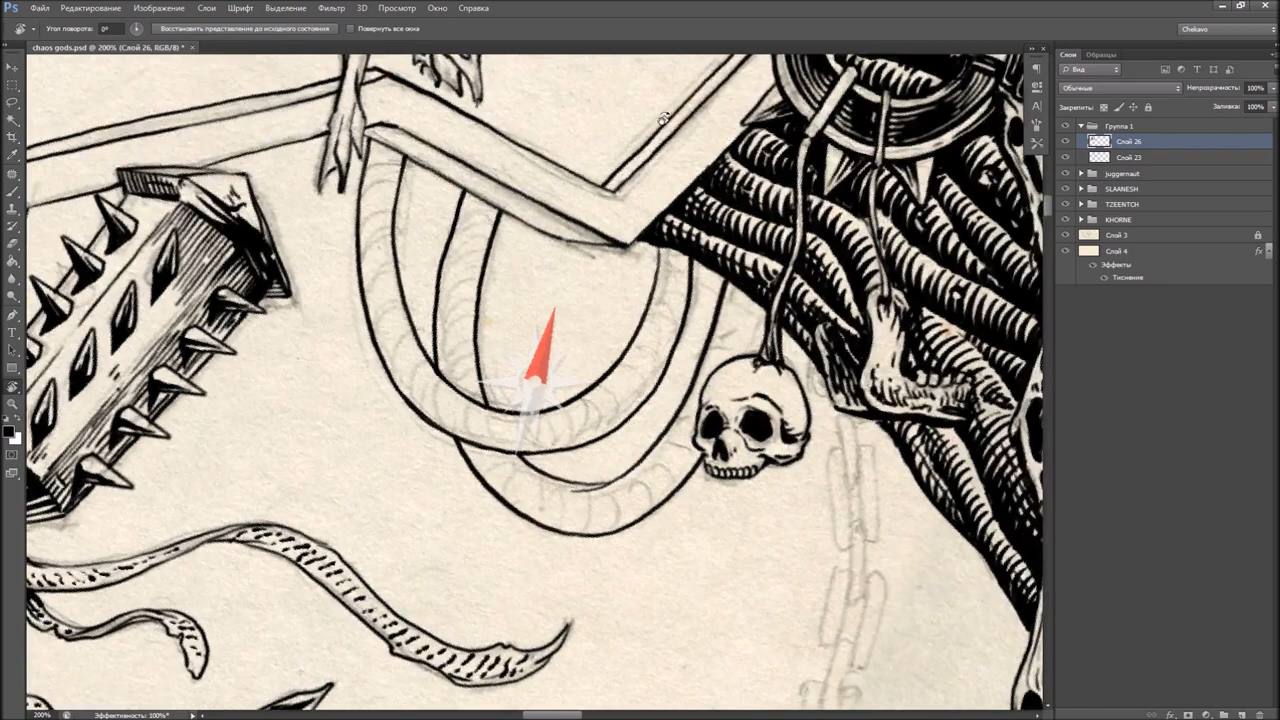 Ps Файл Редактирование Изображение Слои Шрифт Выделение Фильтр 3D Просмотр Окно Справка
Угол поворота: 0° Восстановить представление до исходного состояния Повернуть все окна Chekavo
chaos gods.psd @ 200% (Слой 26, RGB/8) * ×
Слои Образцы
Вид
Обычные Непрозрачность: 100%
Закрепить: Заливка: 100%
Группа 1
Слой 26
Слой 23
juggernaut
SLAANESH
TZEENTCH
KHORNE
Слой 3
Слой 4 fx
Эффекты
Тиснение
200% Эффективность: 100%*